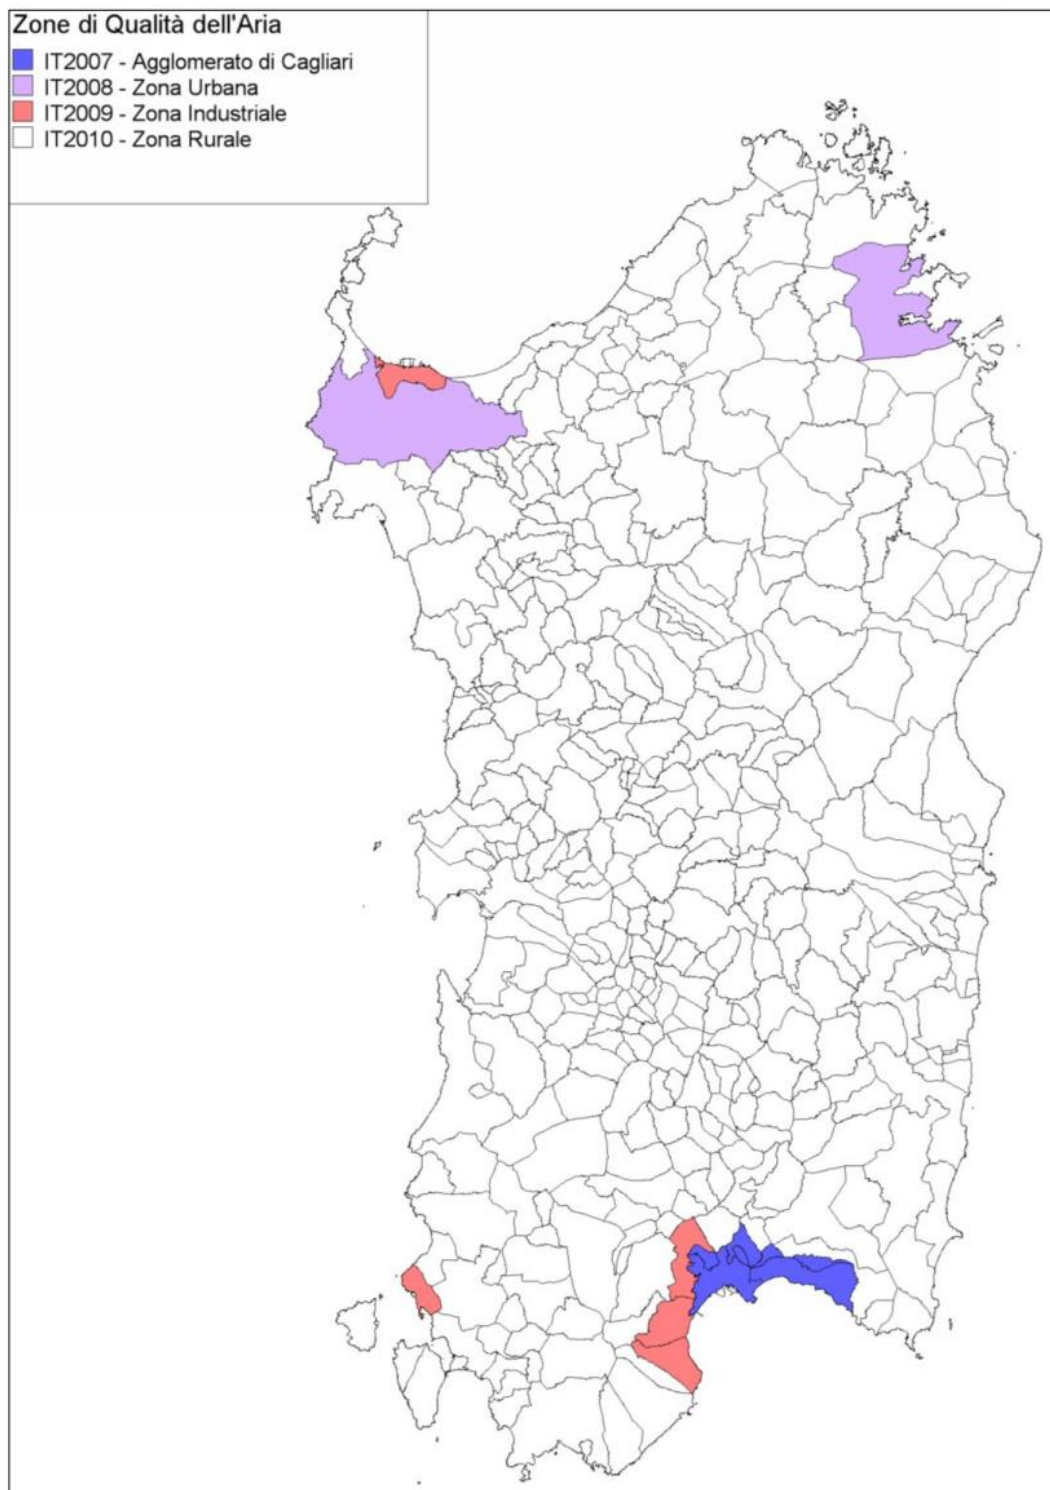 Zone di Qualità dell'Aria
IT2007 - Agglomerato di Cagliari
IT2008 - Zona Urbana
IT2009 - Zona Industriale
IT2010 - Zona Rurale